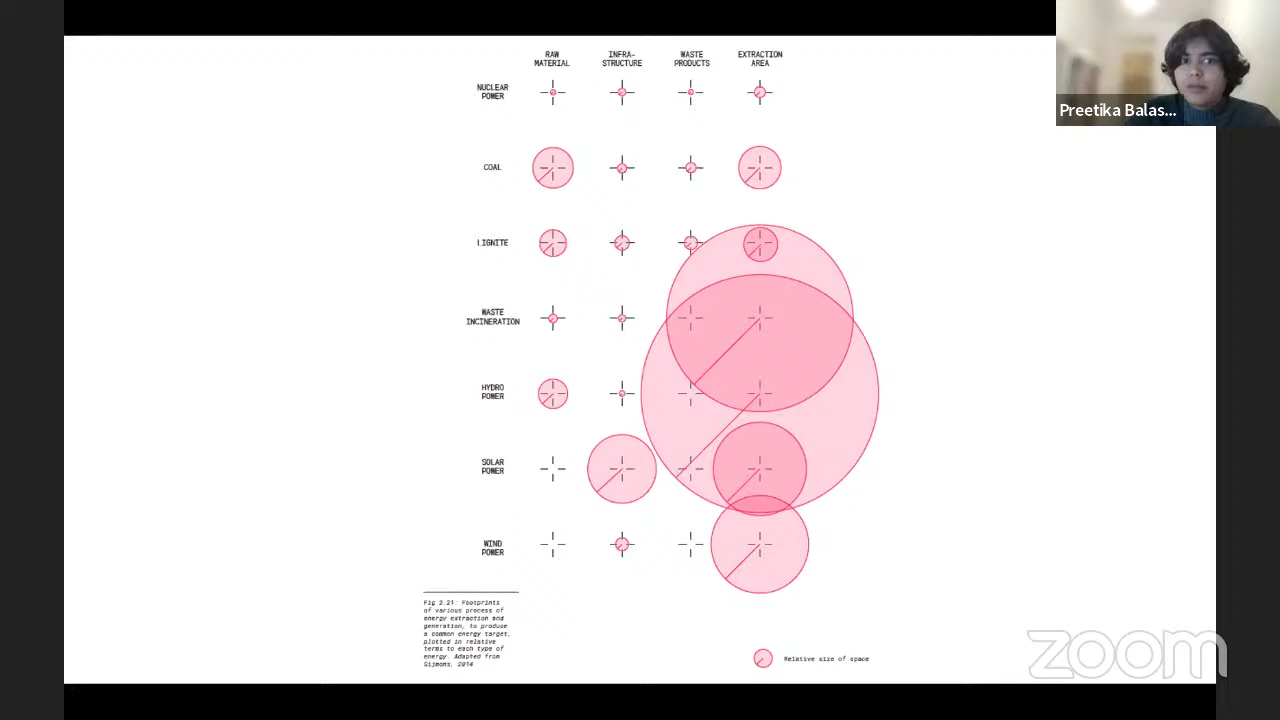 RAW
MATERIAL
INFRA-
STRUCTURE
WASTE
PRODUCTS
EXTRACTION
AREA
NUCLEAR
POWER
COAL
LIGNITE
WASTE
INCINERATION
HYDRO
POWER
SOLAR
POWER
WIND
POWER
Fig 2.21: Footprints
of various process of
energy extraction and
generation, to produce
a common energy target,
plotted in relative
terms to each type of
energy. Adapted from
Sijmons, 2014
Relative size of space
Preetika Balas...
zoom